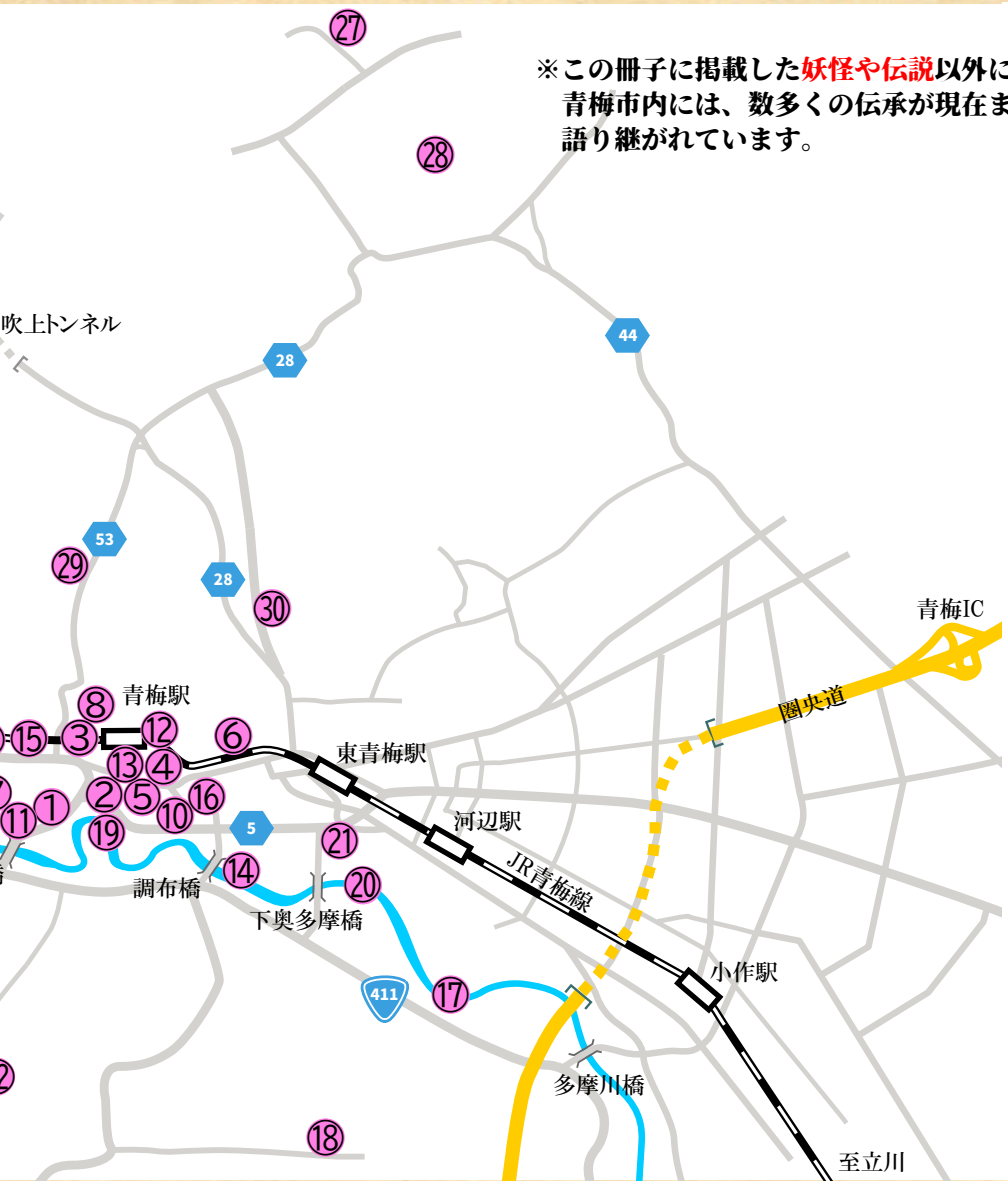 ㉗
※この冊子に掲載した妖怪や伝説以外に
青梅市内には、数多くの伝承が現在ま
語り継がれています。
㉘
吹上トンネル
44
28
53
㉙
28
㉚
青梅IC
圏央道
青梅駅
⑧
⑮
③
⑫
⑥
東青梅駅
⑬
④
②
⑤
⑯
①
⑪
⑩
河辺駅
⑲
5
㉑
JR青梅線
⑭
⑳
調布橋
下奥多摩橋
411
⑰
小作駅
多摩川橋
⑱
至立川